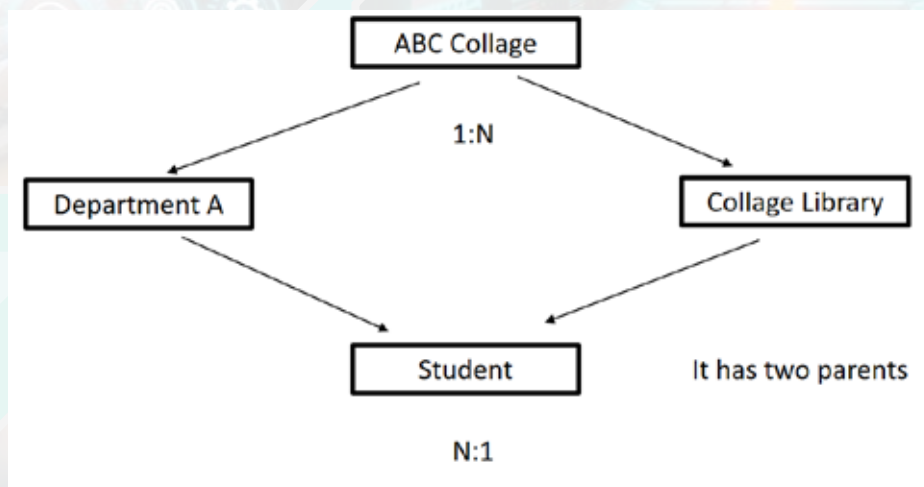 ABC Collage
1:N
Department A
Collage Library
Student
It has two parents
N:1